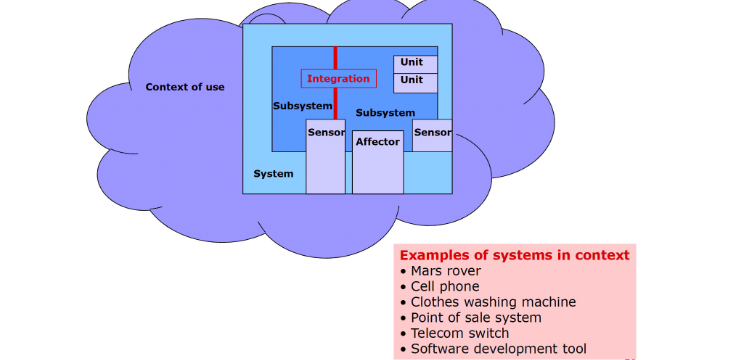 Context of use
Unit
Integration
Unit
Subsystem
Subsystem
Sensor
Sensor
Affector
System
Examples of systems in context
• Mars rover
• Cell phone
• Clothes washing machine
• Point of sale system
• Telecom switch
• Software development tool